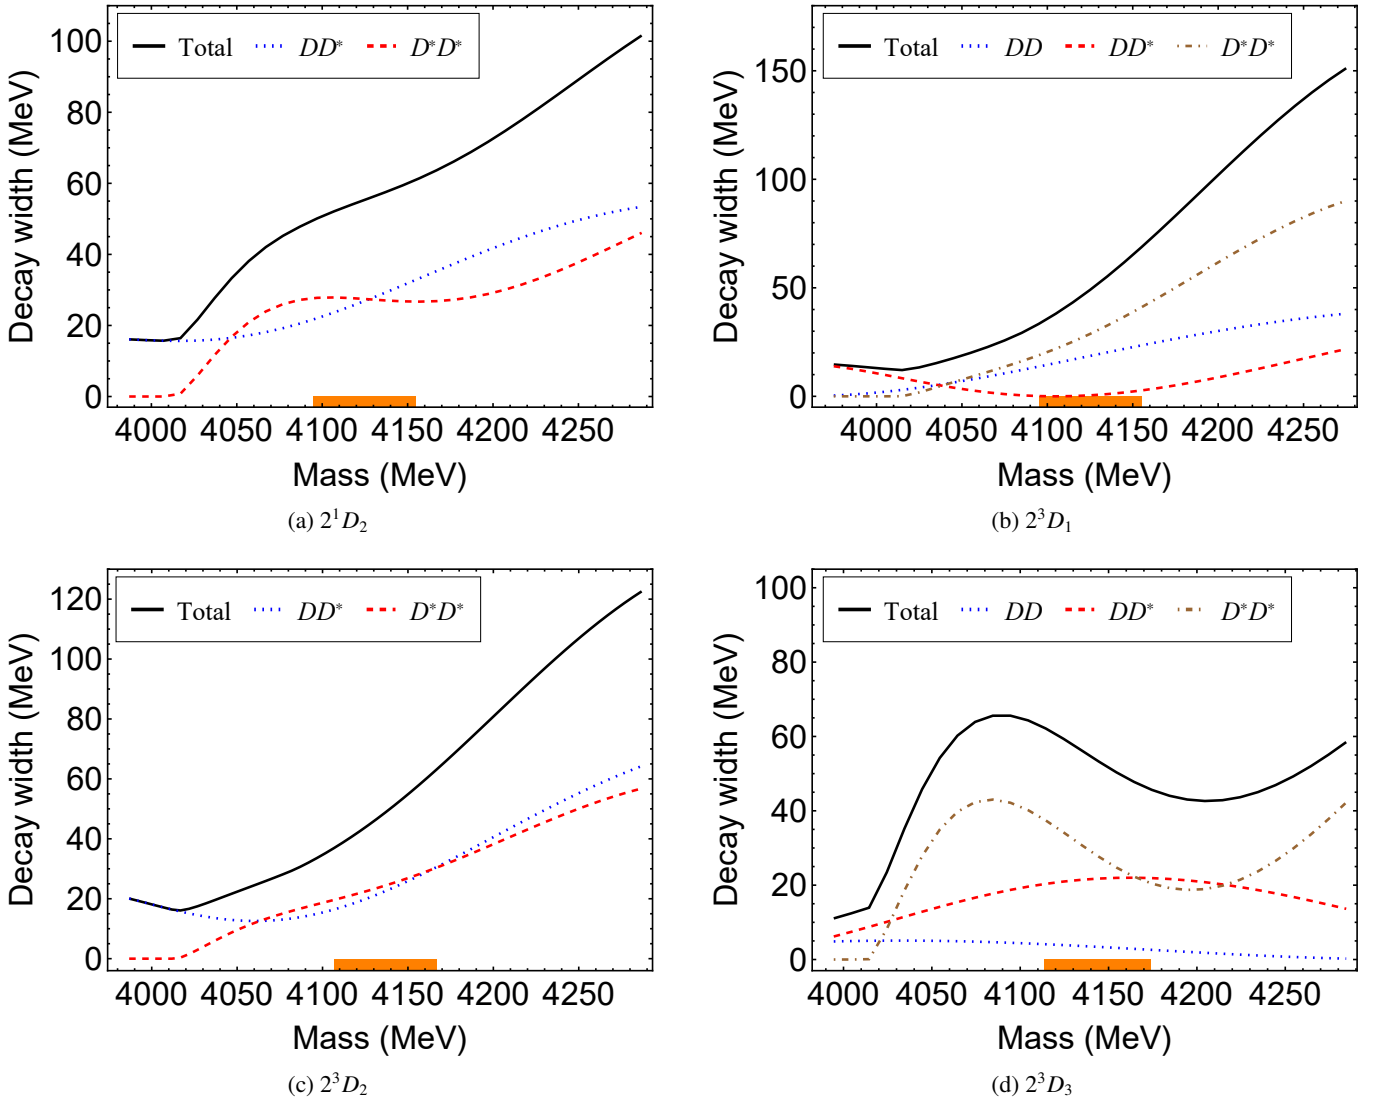 Total DD* D*D*
Decay width (MeV)
100
80
60
40
20
0
4000 4050 4100 4150 4200 4250
Mass (MeV)
(a) 2¹D₂
Total DD DD* D*D*
Decay width (MeV)
150
100
50
0
4000 4050 4100 4150 4200 4250
Mass (MeV)
(b) 2³D₁
Total DD* D*D*
Decay width (MeV)
120
100
80
60
40
20
0
4000 4050 4100 4150 4200 4250
Mass (MeV)
(c) 2³D₂
Total DD DD* D*D*
Decay width (MeV)
100
80
60
40
20
0
4000 4050 4100 4150 4200 4250
Mass (MeV)
(d) 2³D₃